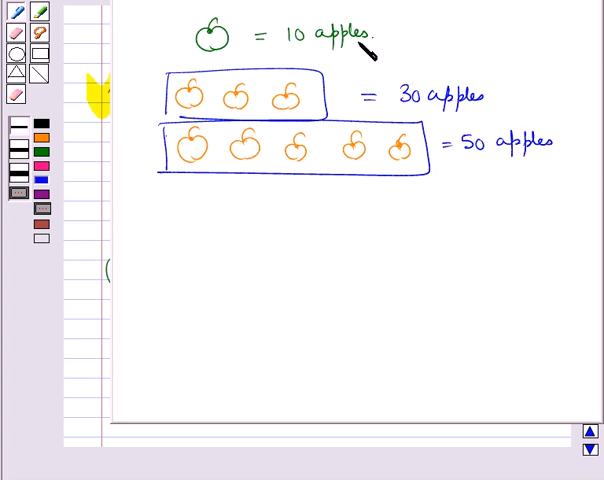 = 10 apples.
= 30 apples
= 50 apples